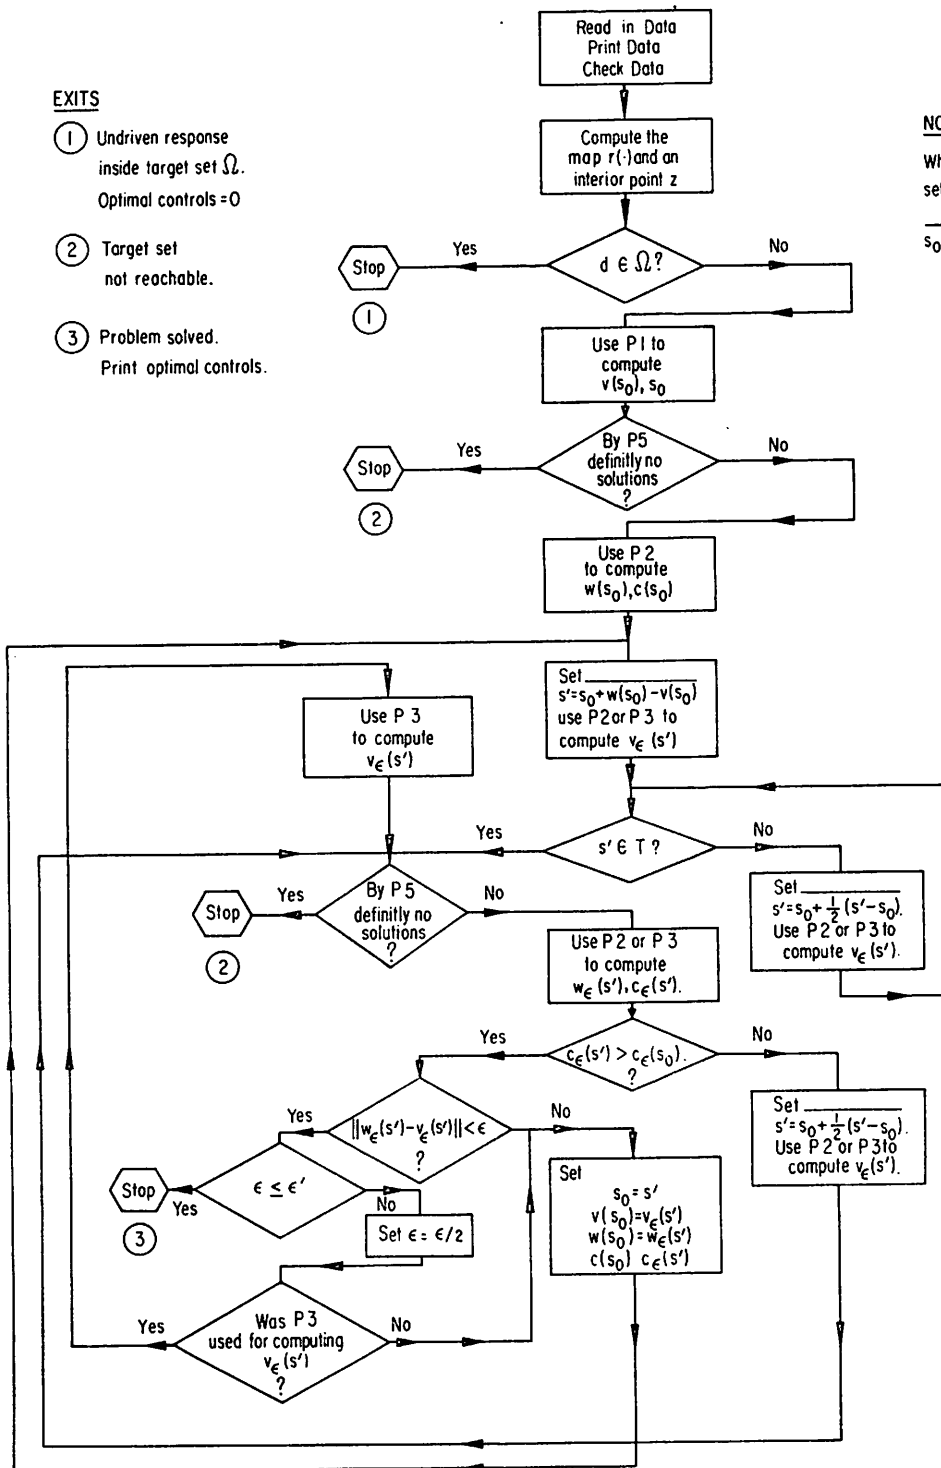 Read in Data
Print Data
Check Data
EXITS
① Undriven response
inside target set Ω.
Optimal controls = 0
② Target set
not reachable.
③ Problem solved.
Print optimal controls.
NO
Wh
set
s₀
Compute the
map r(·) and an
interior point z
d ∈ Ω?
Yes
No
Stop
①
Use P1 to
compute
v(s₀), s₀
By P5
definitly no
solutions
?
Yes
No
Stop
②
Use P 2
to compute
w(s₀), c(s₀)
Set
s'=s₀+w(s₀)-v(s₀)
use P2 or P3 to
compute vϵ(s')
Use P 3
to compute
vϵ(s')
s' ∈ T ?
Yes
No
Set
s'=s₀+½(s'-s₀).
Use P2 or P3 to
compute vϵ(s').
By P5
definitly no
solutions
?
Yes
No
Stop
②
Use P2 or P3
to compute
wϵ(s'), cϵ(s').
cϵ(s') > cϵ(s₀).
?
Yes
No
Set
s'=s₀+½(s'-s₀).
Use P2 or P3 to
compute vϵ(s').
||wϵ(s')-vϵ(s')|| < ϵ
?
Yes
No
ϵ ≤ ϵ'
Stop
Yes
No
③
Set ϵ = ϵ/2
Set
s₀ = s'
v(s₀)=vϵ(s')
w(s₀)=wϵ(s')
c(s₀) cϵ(s')
Was P3
used for computing
vϵ(s')
?
Yes
No